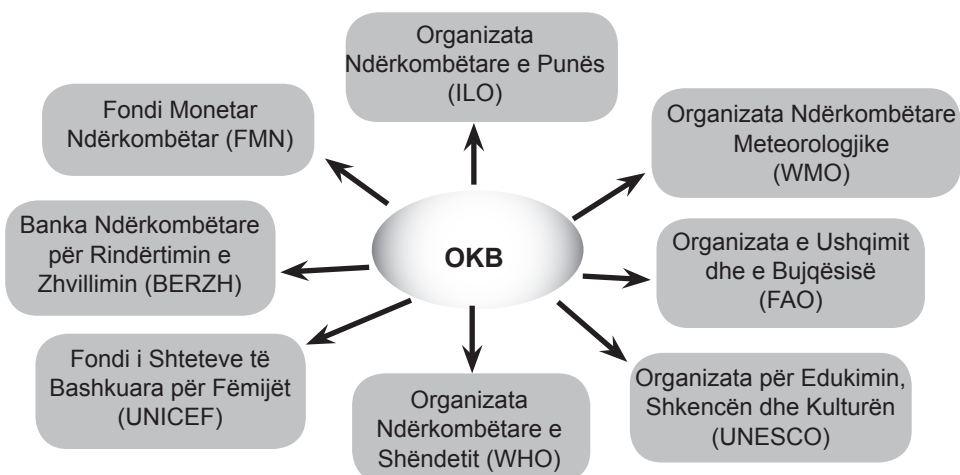 Organizata
Ndërkombëtare e Punës
(ILO)
Fondi Monetar
Ndërkombëtar (FMN)
Organizata Ndërkombëtare
Meteorologjike
(WMO)
Banka Ndërkombëtare
për Rindërtimin e
Zhvillimin (BERZH)
OKB
Organizata e Ushqimit
dhe e Bujqësisë
(FAO)
Fondi i Shteteve të
Bashkuara për Fëmijët
(UNICEF)
Organizata
Ndërkombëtare e
Shëndetit (WHO)
Organizata për Edukimin,
Shkencën dhe Kulturën
(UNESCO)